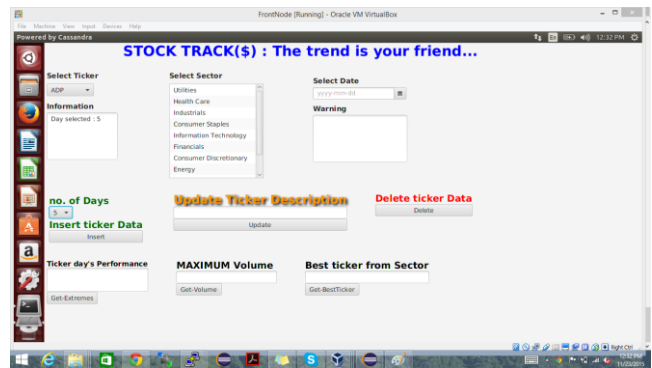 FrontNode [Running] - Oracle VM VirtualBox
File Machine View Input Devices Help
Powered by Cassandra
En 12:32 PM
STOCK TRACK($) : The trend is your friend...
Select Ticker
ADP
Information
Day selected : 5
Select Sector
Utilities
Health Care
Industrials
Consumer Staples
Information Technology
Financials
Consumer Discretionary
Energy
Select Date
yyyy-mm-dd
Warning
no. of Days
5
Insert ticker Data
Insert
Update Ticker Description
Update
Delete ticker Data
Delete
Ticker day's Performance
Get-Extremes
MAXIMUM Volume
Get-Volume
Best ticker from Sector
Get-BestTicker
Right Ctrl
12:32 PM
11/23/2015